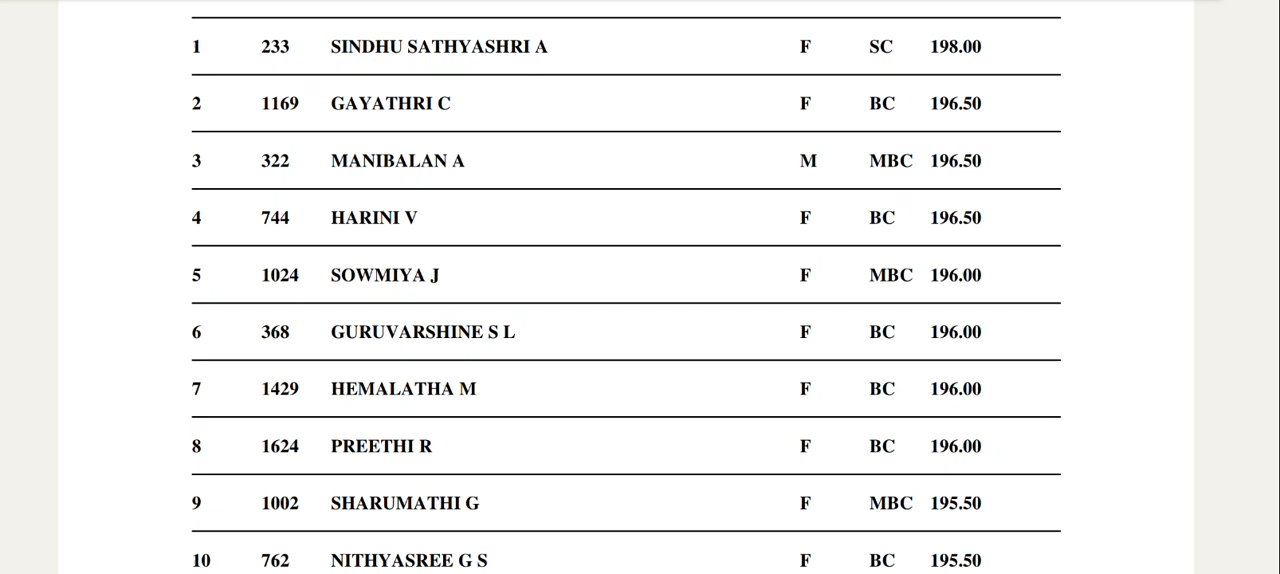 1 233 SINDHU SATHYASHRI A F SC 198.00
2 1169 GAYATHRI C F BC 196.50
3 322 MANIBALAN A M MBC 196.50
4 744 HARINI V F BC 196.50
5 1024 SOWMIYA J F MBC 196.00
6 368 GURUVARSHINE S L F BC 196.00
7 1429 HEMALATHA M F BC 196.00
8 1624 PREETHI R F BC 196.00
9 1002 SHARUMATHI G F MBC 195.50
10 762 NITHYASREE G S F BC 195.50